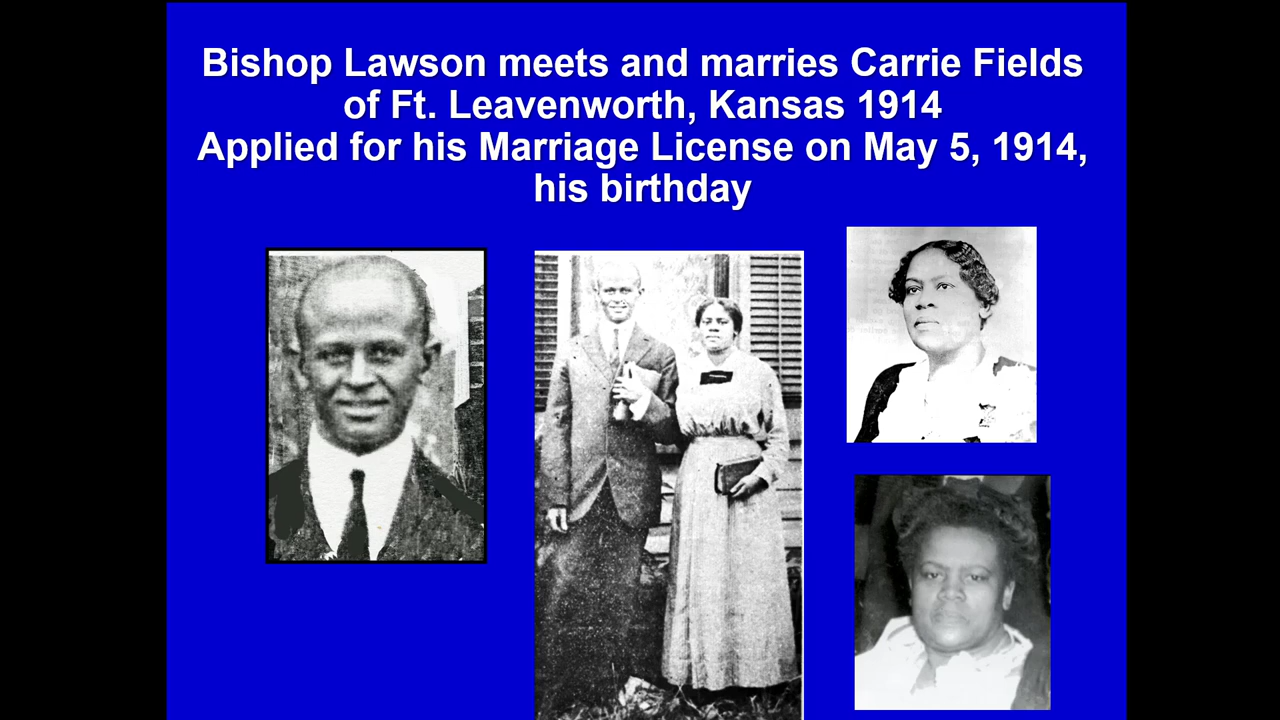 Bishop Lawson meets and marries Carrie Fields
of Ft. Leavenworth, Kansas 1914
Applied for his Marriage License on May 5, 1914,
his birthday